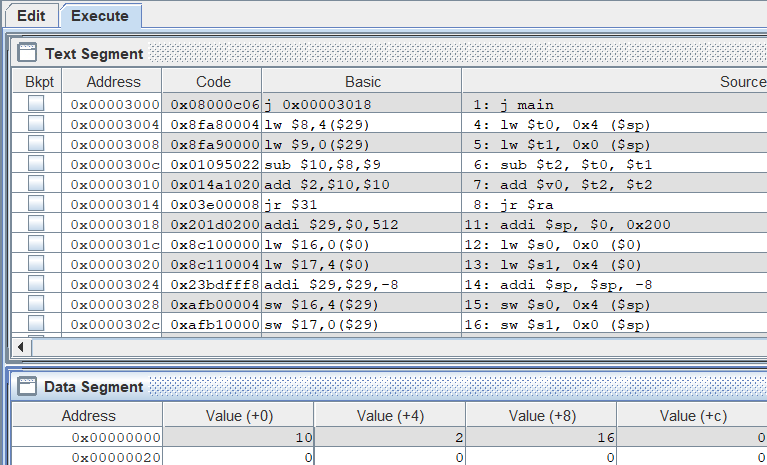 Edit Execute
Text Segment
Bkpt Address Code Basic Source
0x00003000 0x08000c06 j 0x00003018 1: j main
0x00003004 0x8fa80004 lw $8,4($29) 4: lw $t0, 0x4 ($sp)
0x00003008 0x8fa90000 lw $9,0($29) 5: lw $t1, 0x0 ($sp)
0x0000300c 0x01095022 sub $10,$8,$9 6: sub $t2, $t0, $t1
0x00003010 0x014a1020 add $2,$10,$10 7: add $v0, $t2, $t2
0x00003014 0x03e00008 jr $31 8: jr $ra
0x00003018 0x201d0200 addi $29,$0,512 11: addi $sp, $0, 0x200
0x0000301c 0x8c100000 lw $16,0($0) 12: lw $s0, 0x0 ($0)
0x00003020 0x8c110004 lw $17,4($0) 13: lw $s1, 0x4 ($0)
0x00003024 0x23bdfff8 addi $29,$29,-8 14: addi $sp, $sp, -8
0x00003028 0xafb00004 sw $16,4($29) 15: sw $s0, 0x4 ($sp)
0x0000302c 0xafb10000 sw $17,0($29) 16: sw $s1, 0x0 ($sp)
Data Segment
Address Value (+0) Value (+4) Value (+8) Value (+c)
0x00000000 10 2 16 0
0x00000020 0 0 0 0